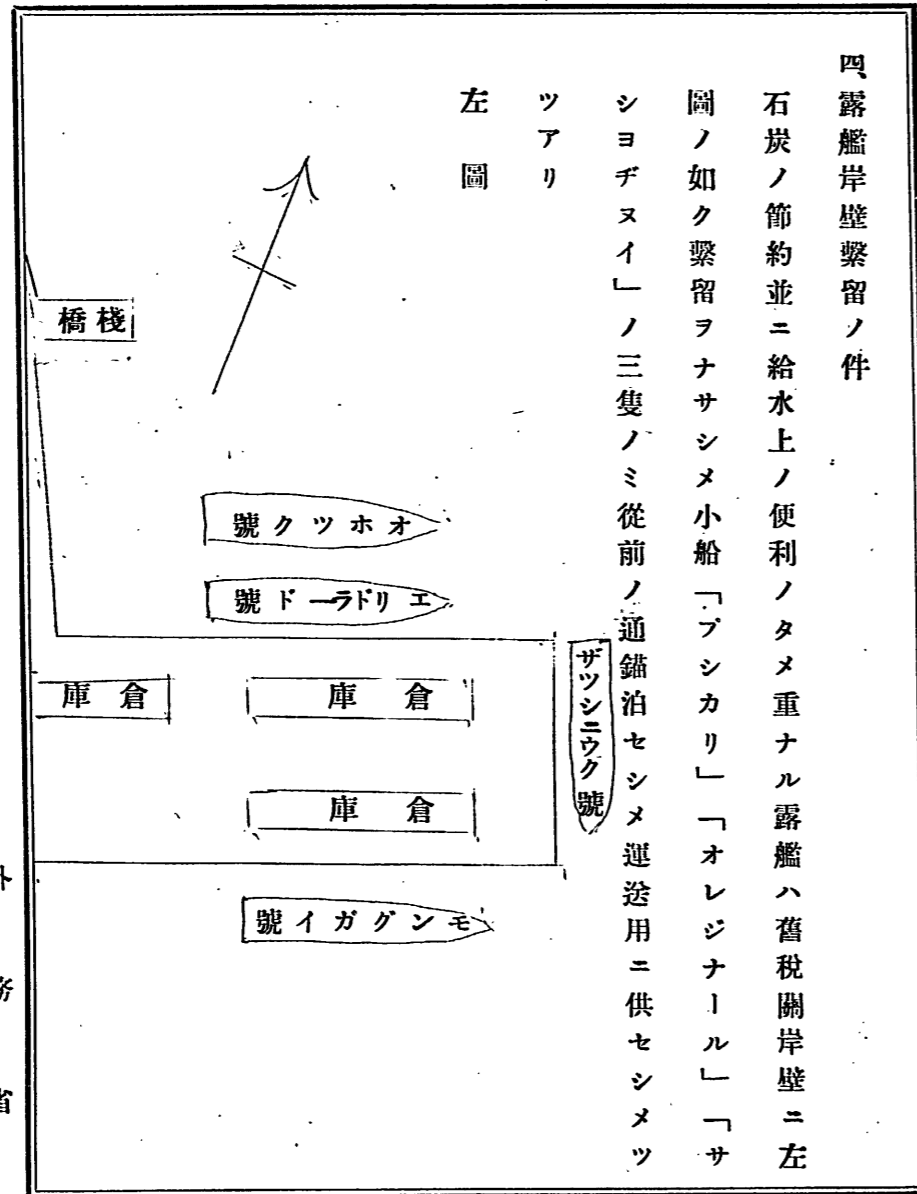 四、露艦岸壁繫留ノ件
石炭ノ節約並ニ給水上ノ便利ノタメ重ナル露艦ハ舊稅關岸壁ニ左
圖ノ如ク繫留ヲナサシメ小船「プシカリ」「オレジナール」「サ
シヨヂヌイ」ノ三隻ノミ從前ノ通錨泊セシメ運送用ニ供セシメツ
ツアリ
左圖
棧橋
オホツク號
エリドラード號
ザツシニウク號
倉庫
倉庫
倉庫
モンググガイ號
外務省